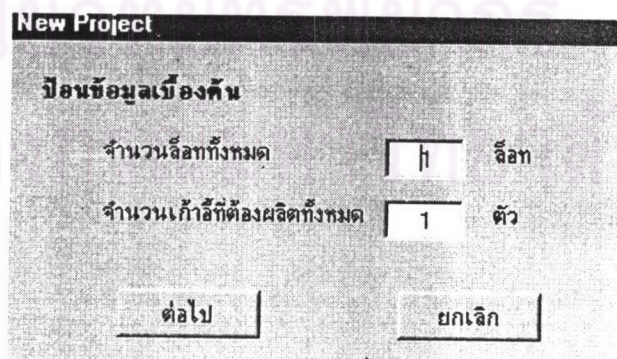 New Project
ป้อนข้อมูลเบื้องต้น
จำนวนล็อททั้งหมด 1 ล็อท
จำนวนเก้าอี้ที่ต้องผลิตทั้งหมด 1 ตัว
ต่อไป ยกเลิก